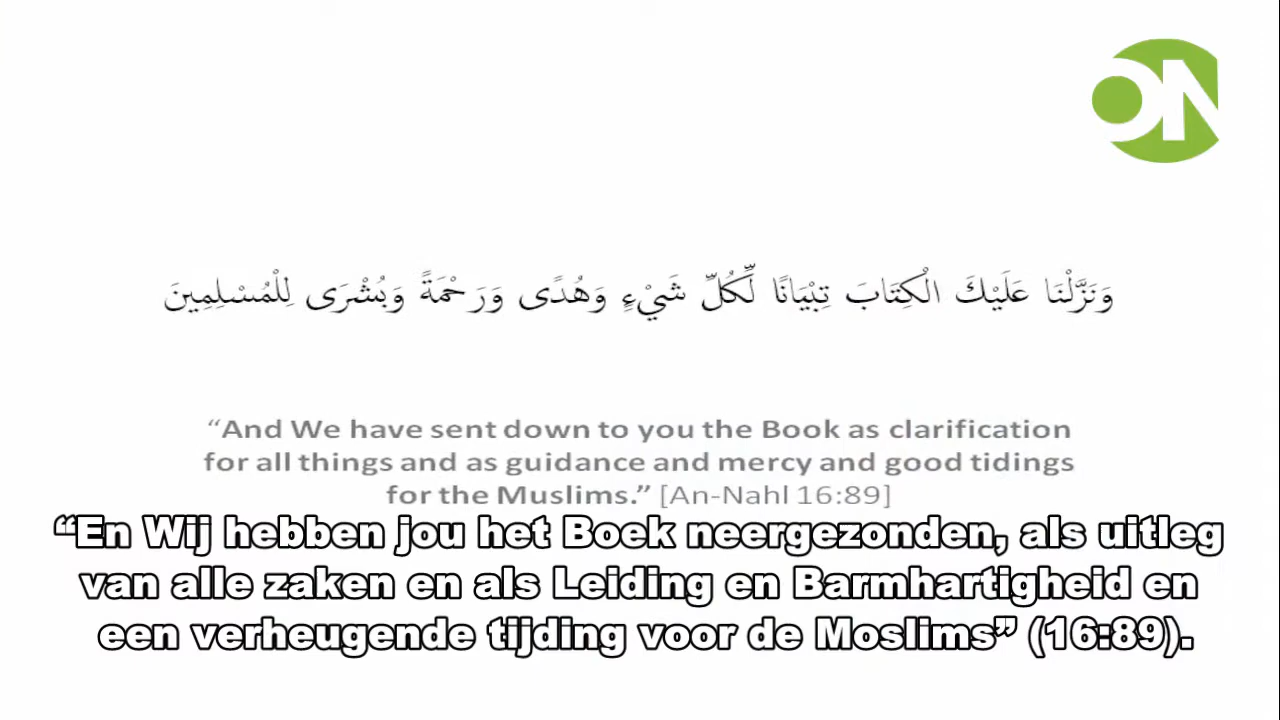 ON
وَنَزَّلْنَا عَلَيْكَ الْكِتَابَ تِبْيَانًا لِّكُلِّ شَيْءٍ وَهُدًى وَرَحْمَةً وَبُشْرَى لِلْمُسْلِمِينَ
“And We have sent down to you the Book as clarification
for all things and as guidance and mercy and good tidings
for the Muslims.” [An-Nahl 16:89]
“En Wij hebben jou het Boek neergezonden, als uitleg
van alle zaken en als Leiding en Barmhartigheid en
een verheugende tijding voor de Moslims” (16:89).